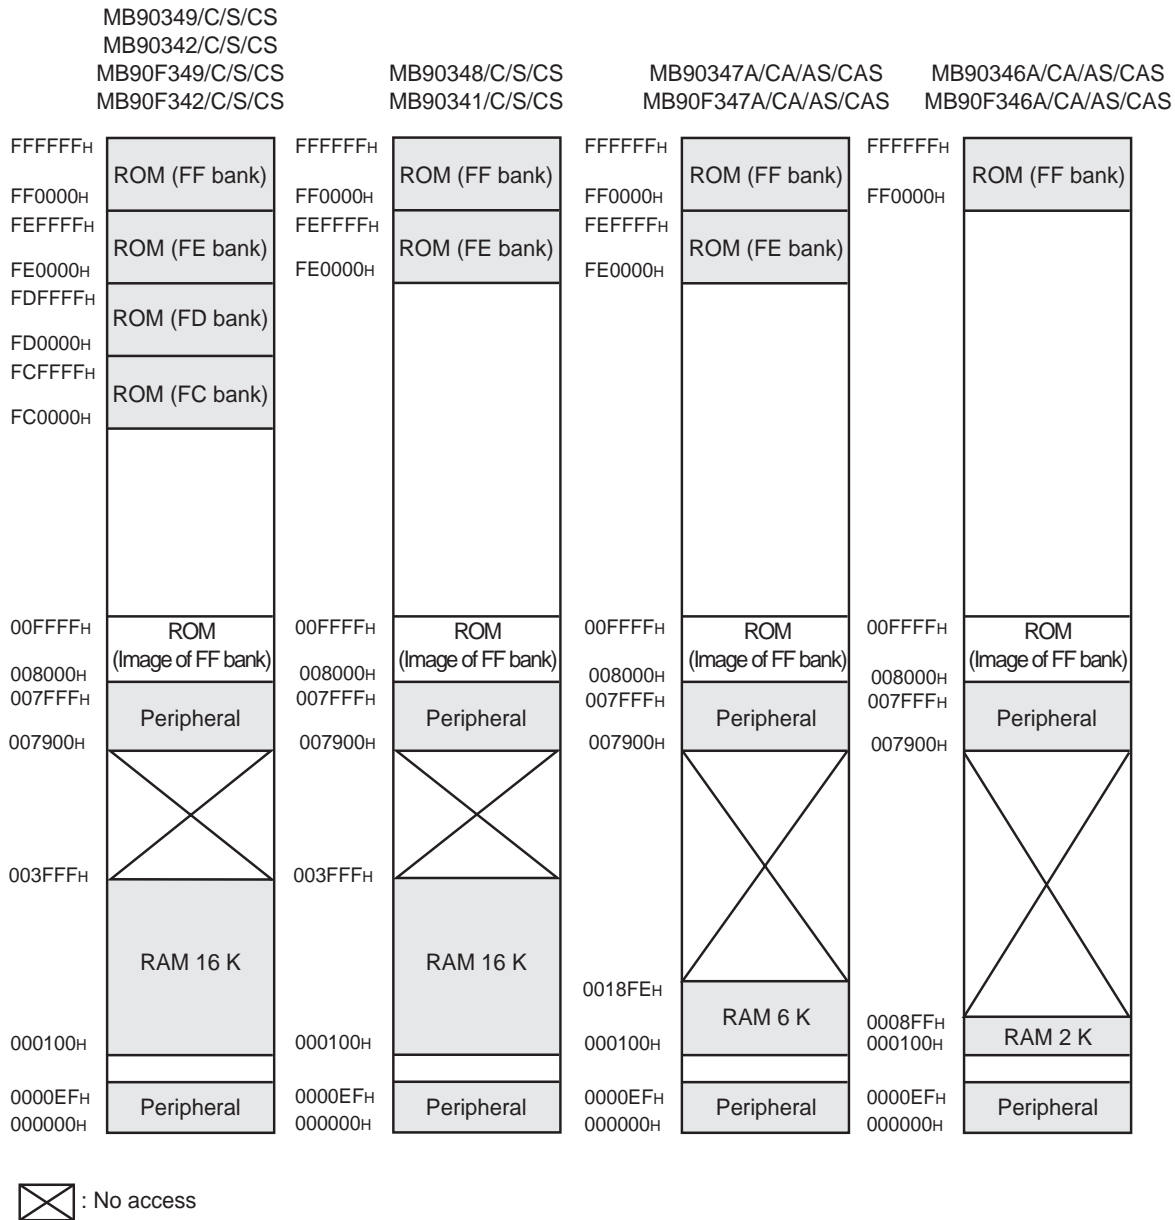 MB90349/C/S/CS
MB90342/C/S/CS
MB90F349/C/S/CS
MB90F342/C/S/CS
FFFFFFH
ROM (FF bank)
FF0000H
FEFFFFH
ROM (FE bank)
FE0000H
FDFFFFH
ROM (FD bank)
FD0000H
FCFFFFH
ROM (FC bank)
FC0000H
00FFFFH
ROM
(Image of FF bank)
008000H
007FFFH
Peripheral
007900H
003FFFH
RAM 16 K
000100H
0000EFH
Peripheral
000000H
MB90348/C/S/CS
MB90341/C/S/CS
FFFFFFH
ROM (FF bank)
FF0000H
FEFFFFH
ROM (FE bank)
FE0000H
00FFFFH
ROM
(Image of FF bank)
008000H
007FFFH
Peripheral
007900H
003FFFH
RAM 16 K
000100H
0000EFH
Peripheral
000000H
MB90347A/CA/AS/CAS
MB90F347A/CA/AS/CAS
FFFFFFH
ROM (FF bank)
FF0000H
FEFFFFH
ROM (FE bank)
FE0000H
00FFFFH
ROM
(Image of FF bank)
008000H
007FFFH
Peripheral
007900H
0018FEH
RAM 6 K
000100H
0000EFH
Peripheral
000000H
MB90346A/CA/AS/CAS
MB90F346A/CA/AS/CAS
FFFFFFH
ROM (FF bank)
FF0000H
00FFFFH
ROM
(Image of FF bank)
008000H
007FFFH
Peripheral
007900H
0008FFH
RAM 2 K
000100H
0000EFH
Peripheral
000000H
: No access